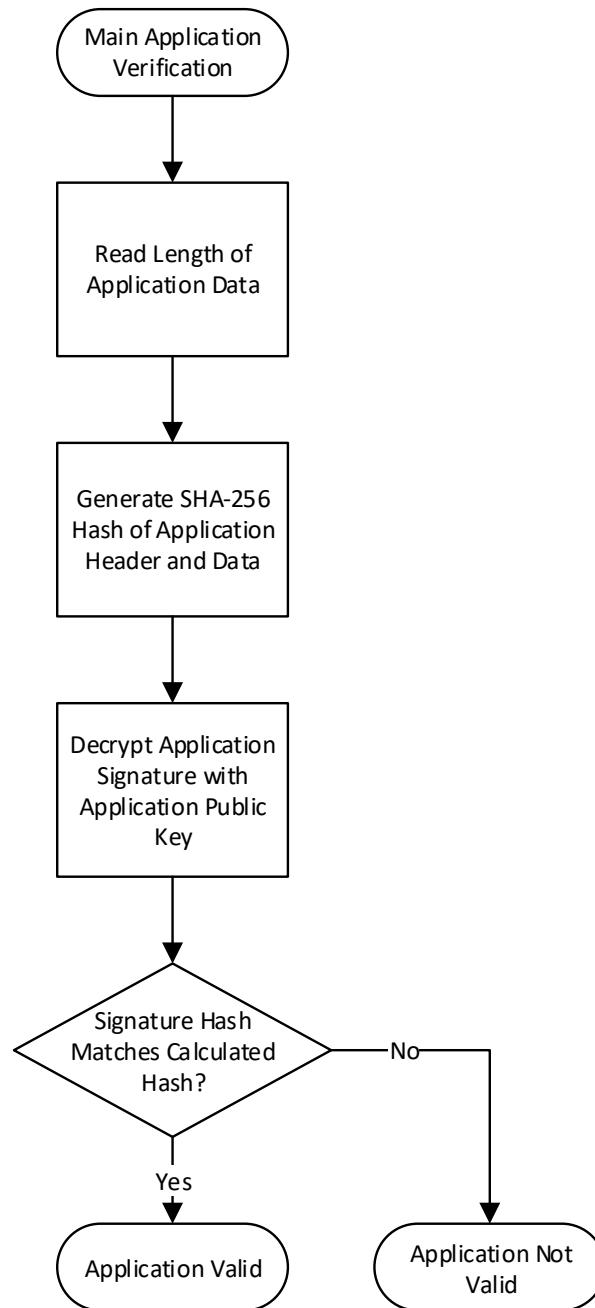 Main Application
Verification
Read Length of
Application Data
Generate SHA-256
Hash of Application
Header and Data
Decrypt Application
Signature with
Application Public
Key
Signature Hash
Matches Calculated
Hash?
No
Yes
Application Valid
Application Not
Valid